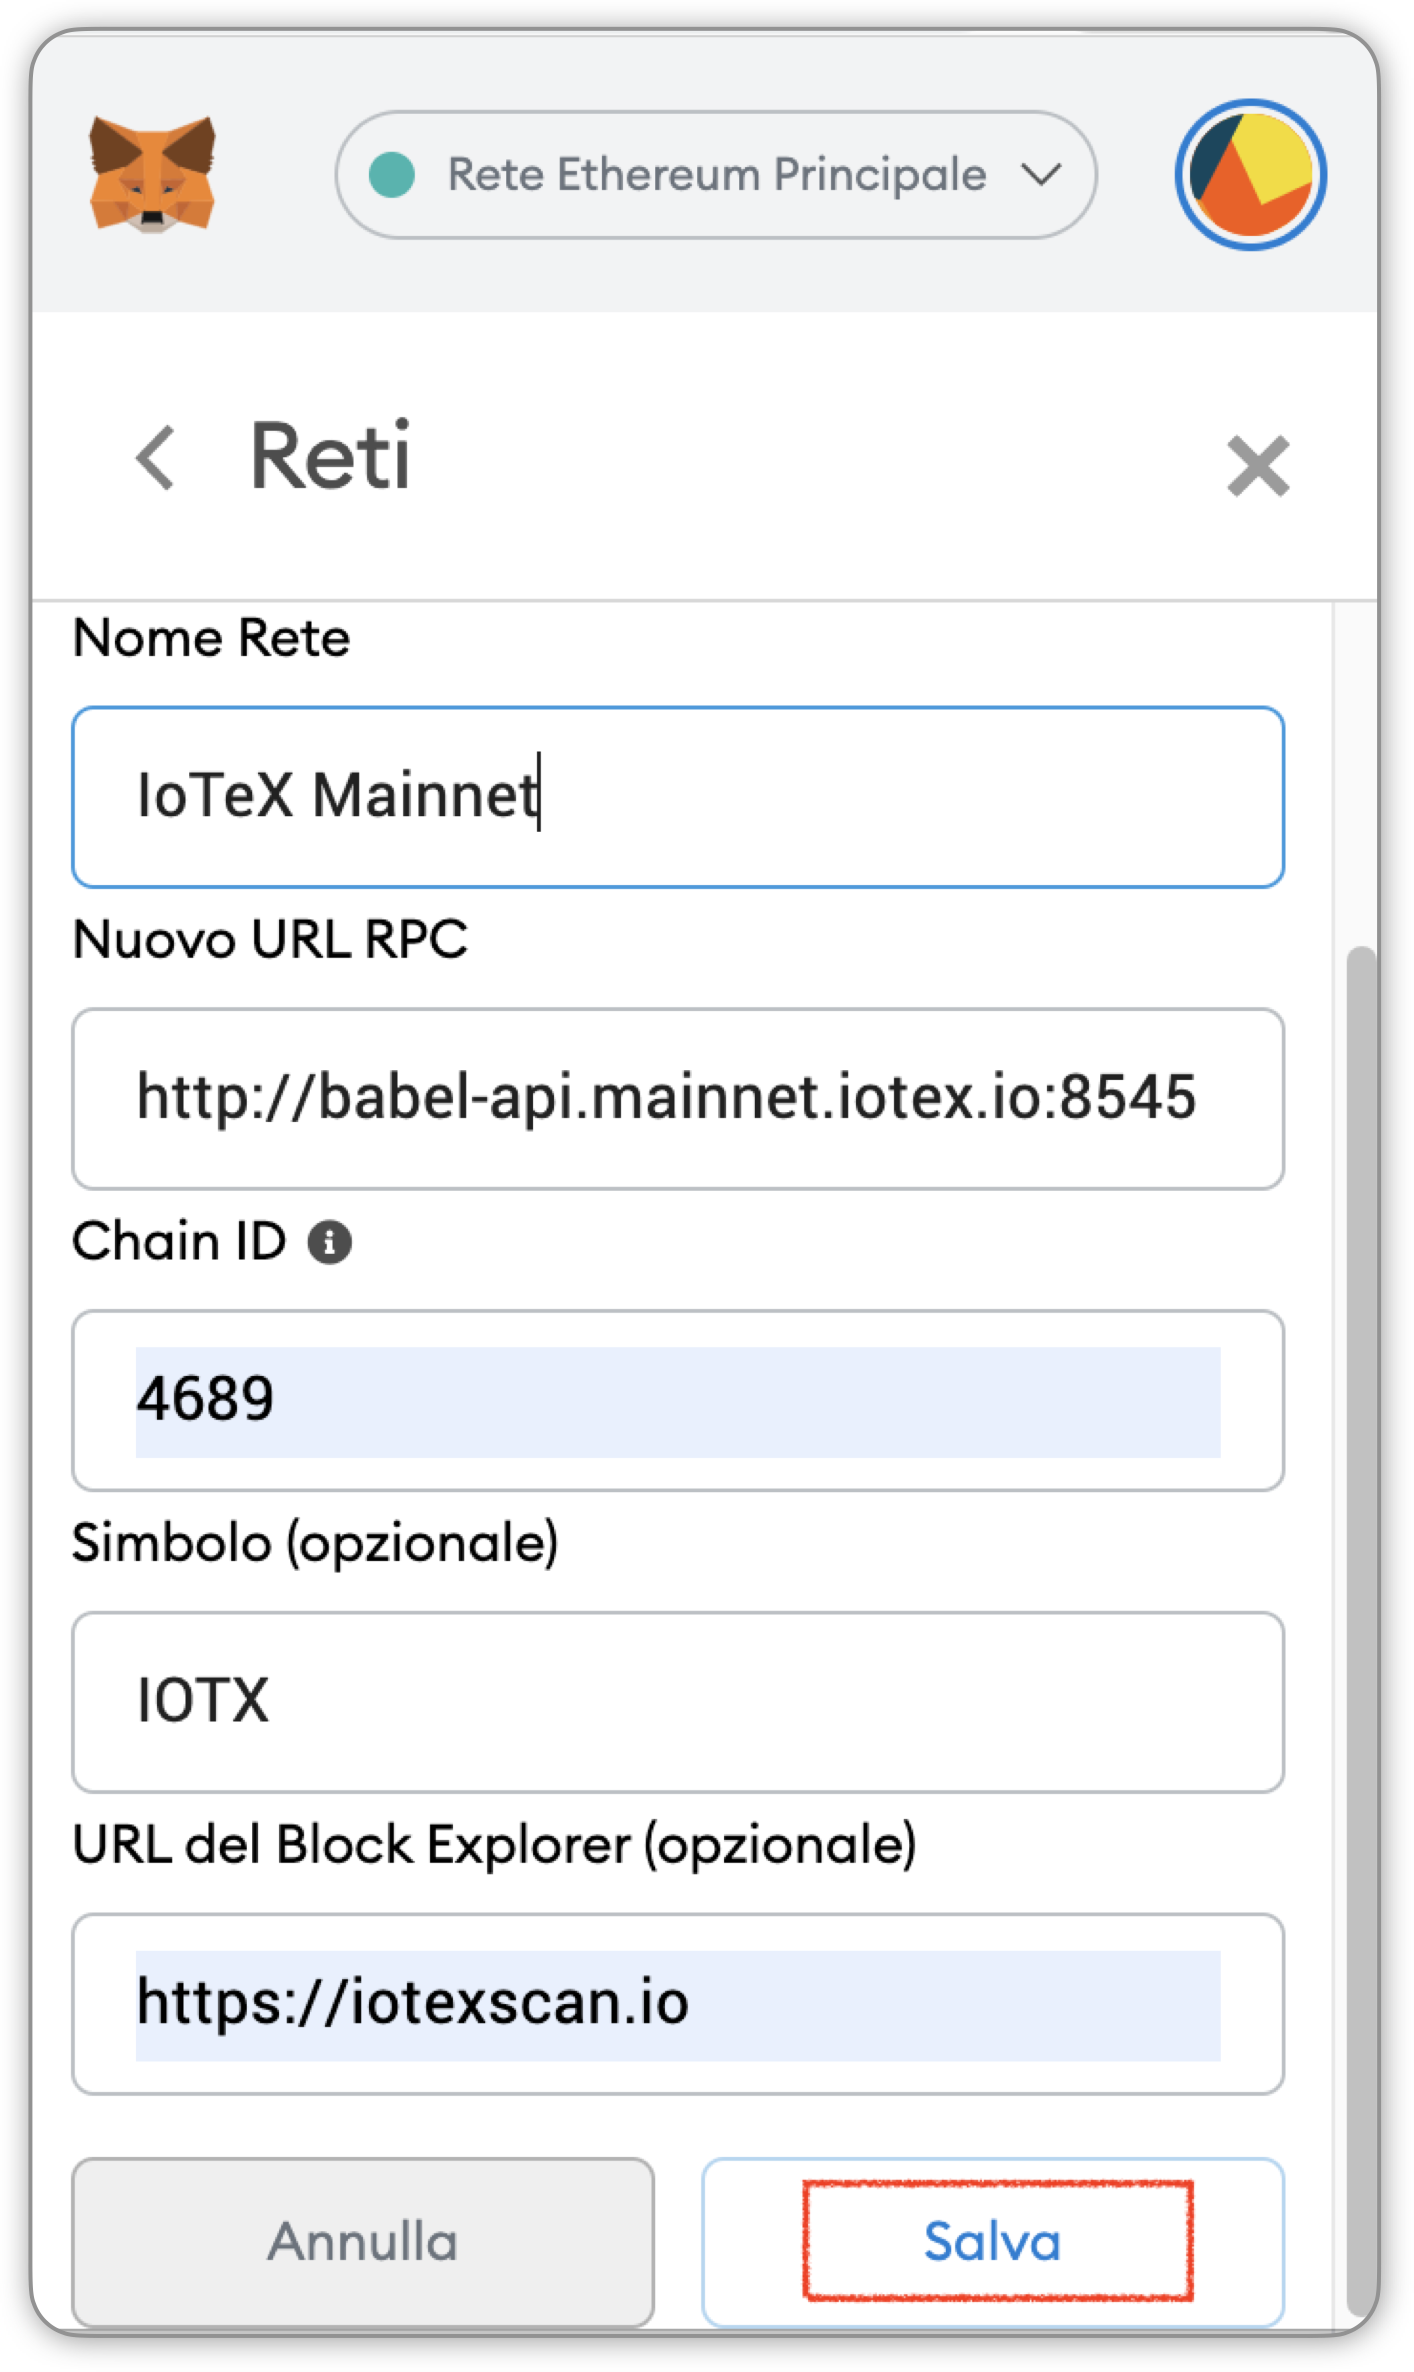 Rete Ethereum Principale
Reti
Nome Rete
IoTeX Mainnet
Nuovo URL RPC
http://babel-api.mainnet.iotex.io:8545
Chain ID
4689
Simbolo (opzionale)
IOTX
URL del Block Explorer (opzionale)
https://iotexscan.io
Annulla
Salva